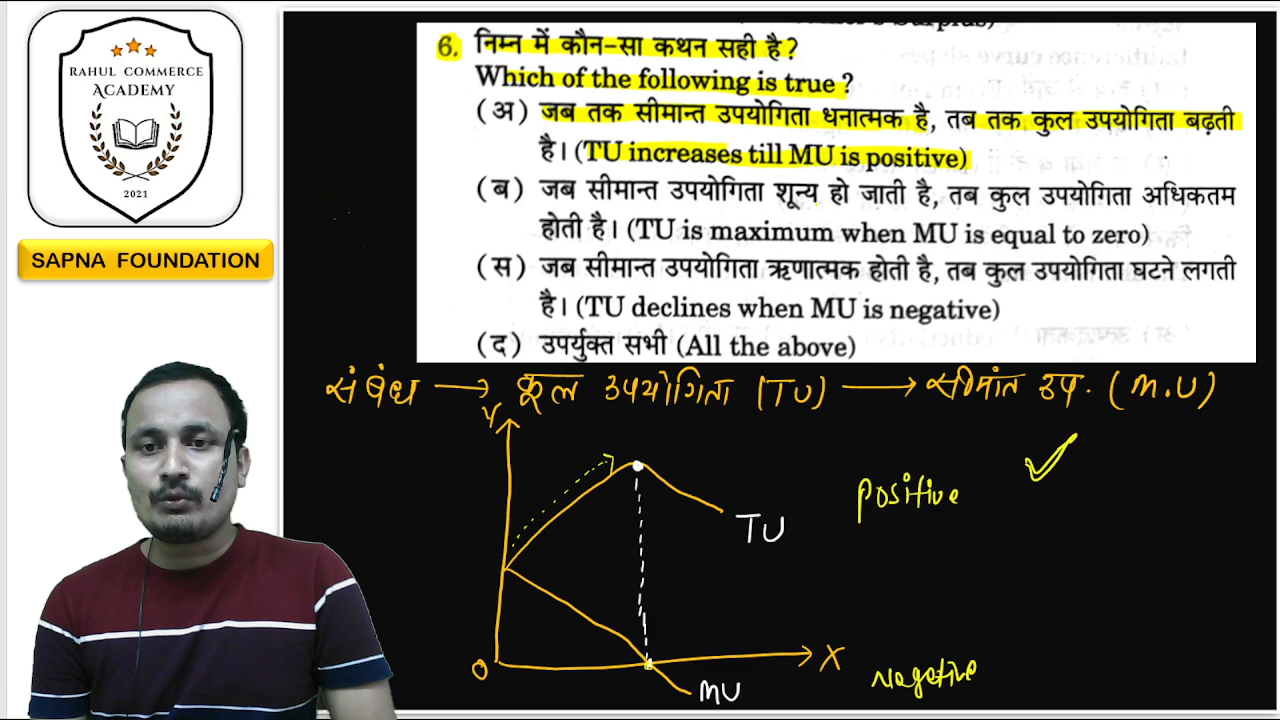 RAHUL COMMERCE
ACADEMY
2021
SAPNA FOUNDATION
6. निम्न में कौन-सा कथन सही है?
Which of the following is true ?
(अ) जब तक सीमान्त उपयोगिता धनात्मक है, तब तक कुल उपयोगिता बढ़ती
है। (TU increases till MU is positive)
(ब) जब सीमान्त उपयोगिता शून्य हो जाती है, तब कुल उपयोगिता अधिकतम
होती है। (TU is maximum when MU is equal to zero)
(स) जब सीमान्त उपयोगिता ऋणात्मक होती है, तब कुल उपयोगिता घटने लगती
है। (TU declines when MU is negative)
(द) उपर्युक्त सभी (All the above)
संबंध → कूल उपयोगिता (TU) → सीमांत उप. (M.U)
Y
positive
TU
O
X
negative
MU